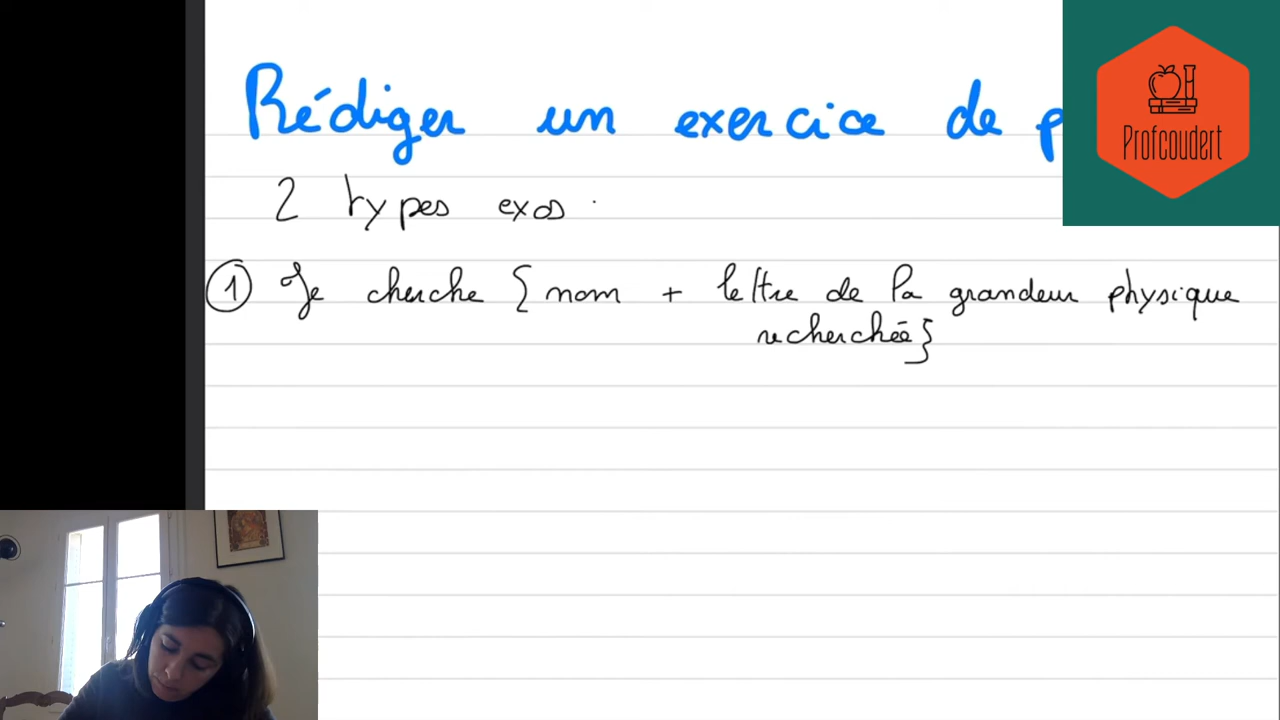 Rédiger un exercice de p
Profcoudert
2 types exos
① Je cherche { nom + lettre de la grandeur physique
recherchée }